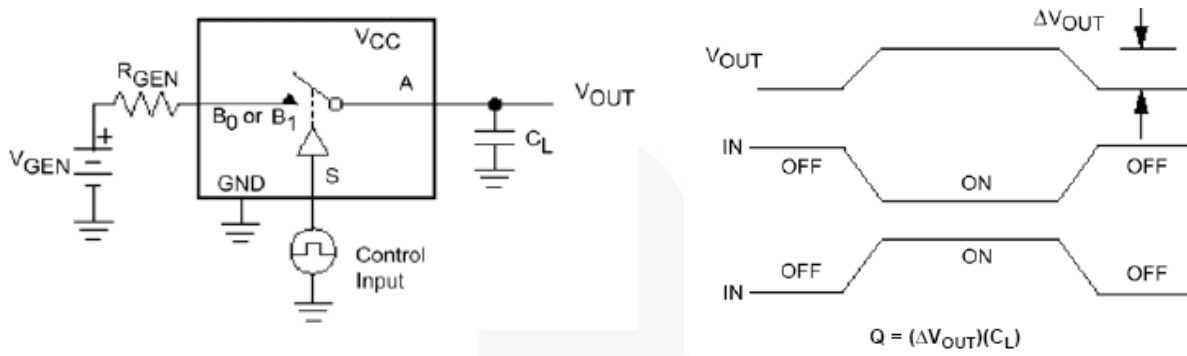 VCC
RGEN
A
VOUT
B0 or B1
+
VGEN
CL
GND
S
Control
Input
ΔVOUT
VOUT
IN
OFF
ON
OFF
IN
OFF
ON
OFF
Q = (ΔVOUT)(CL)